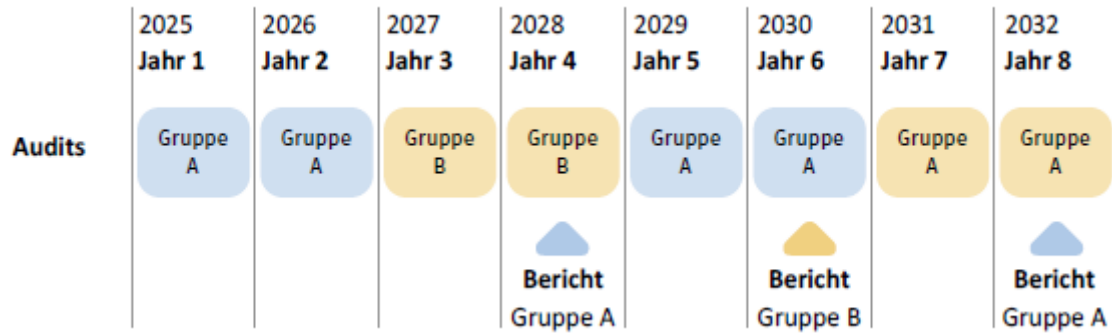 2025 2026 2027 2028 2029 2030 2031 2032
Jahr 1 Jahr 2 Jahr 3 Jahr 4 Jahr 5 Jahr 6 Jahr 7 Jahr 8
Audits
Gruppe A
Gruppe A
Gruppe B
Gruppe B
Gruppe A
Gruppe A
Gruppe A
Gruppe A
Bericht Bericht Bericht
Gruppe A Gruppe B Gruppe A